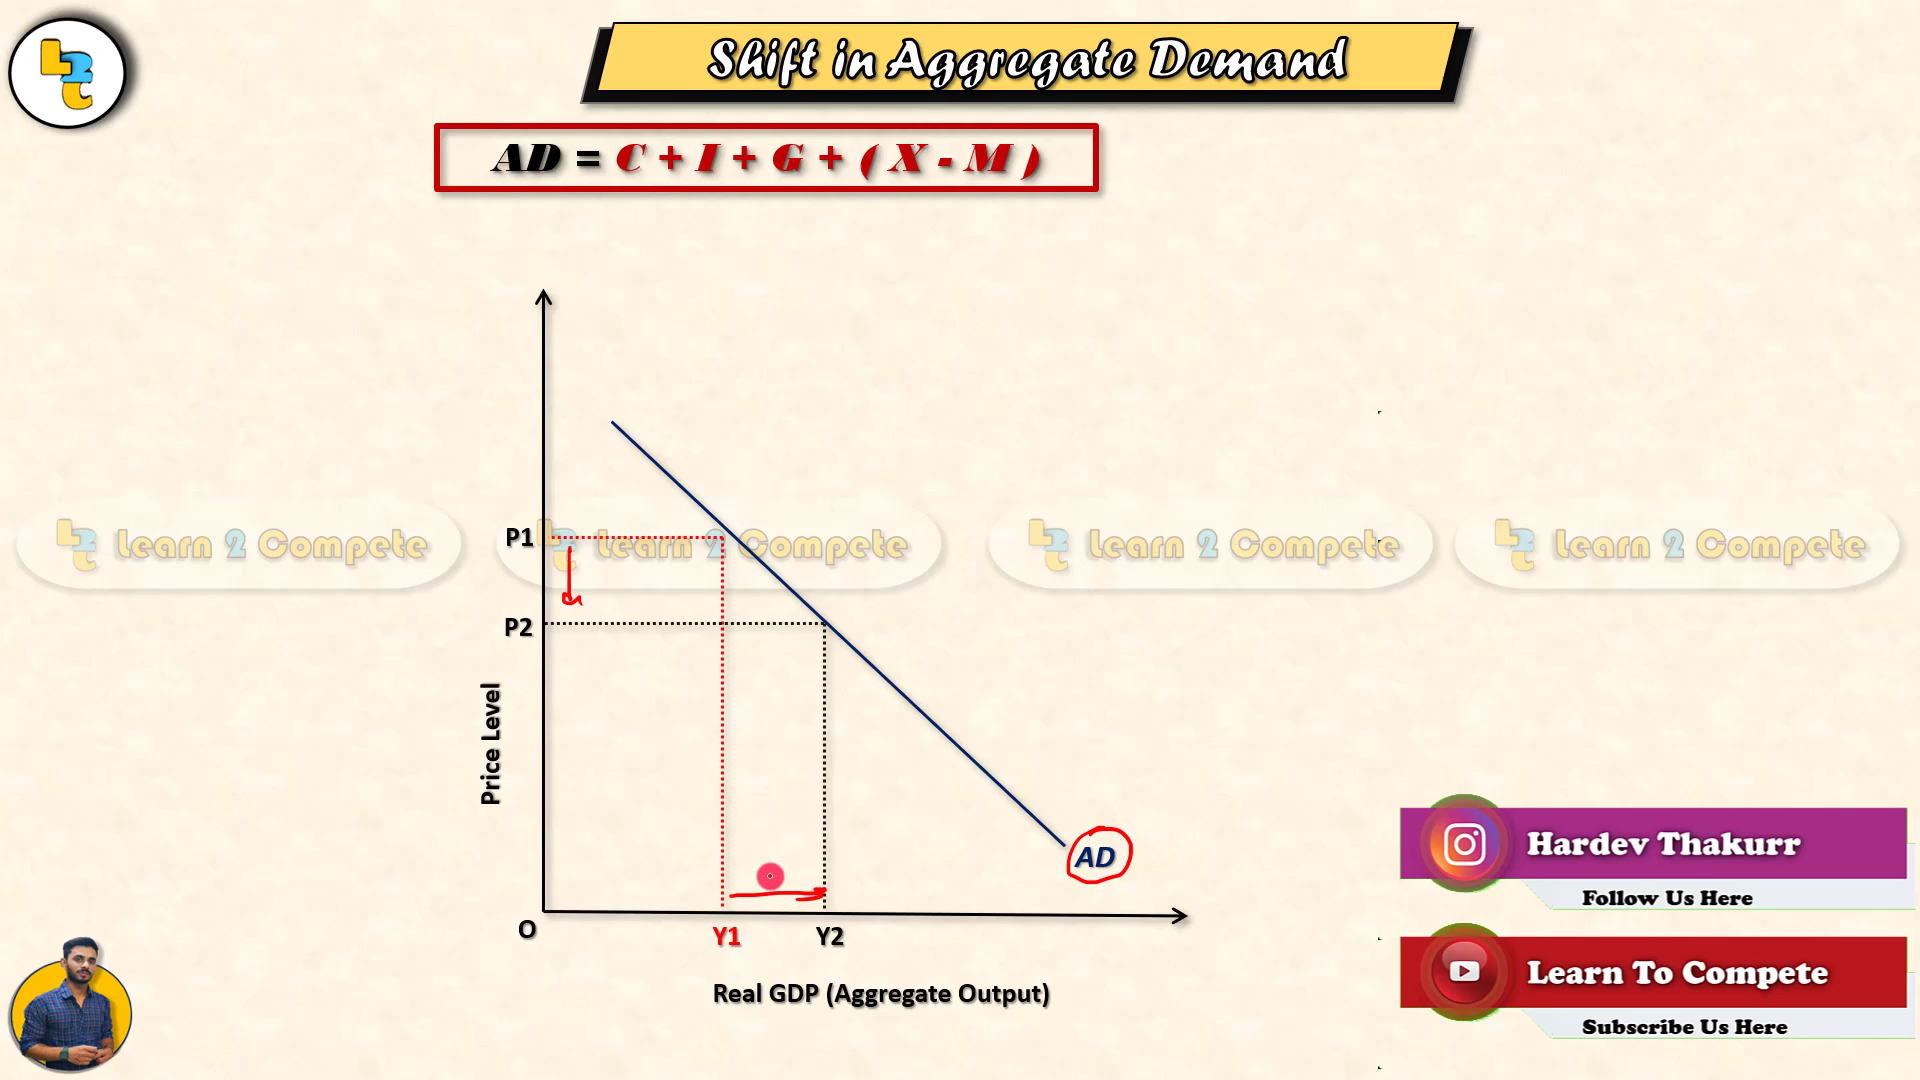 Shift in Aggregate Demand
AD = C + I + G + ( X - M )
Learn 2 Compete
Learn 2 Compete
Learn 2 Compete
Learn 2 Compete
P1
P2
Price Level
AD
O
Y1
Y2
Real GDP (Aggregate Output)
Hardev Thakurr
Follow Us Here
Learn To Compete
Subscribe Us Here